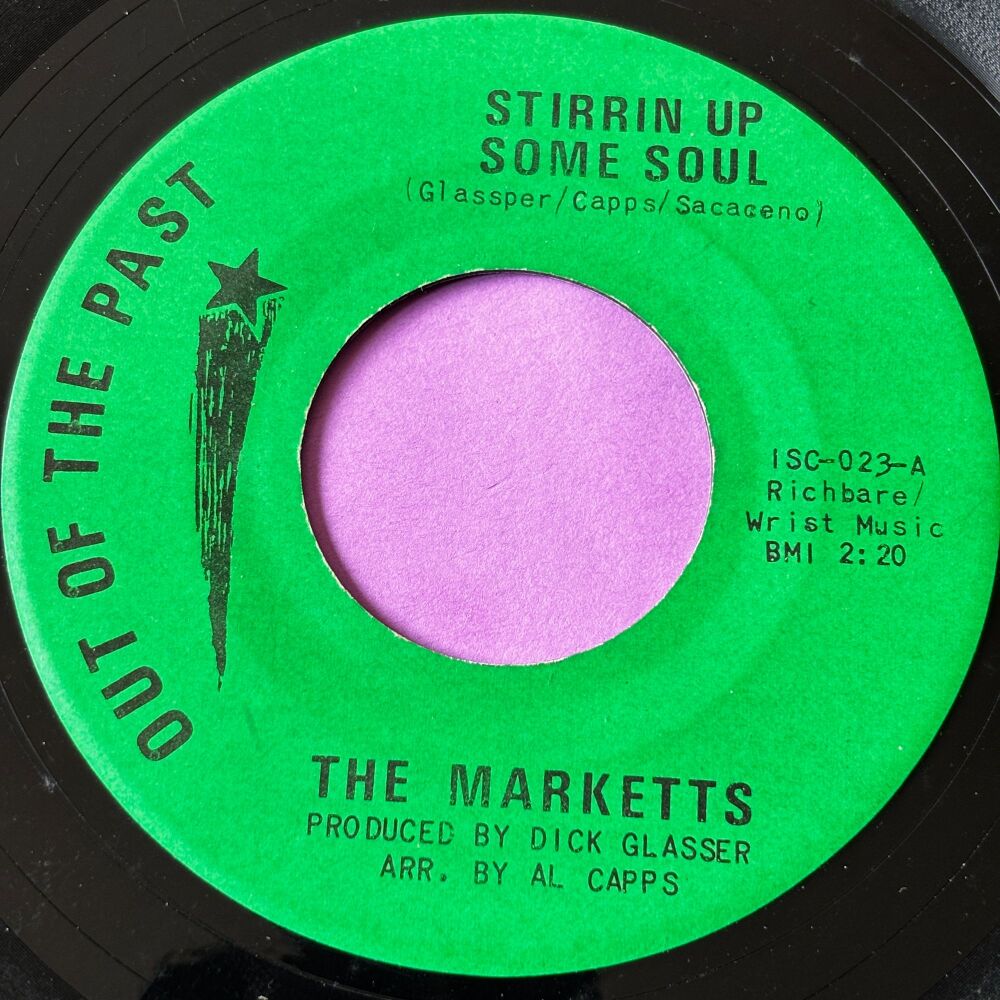 STIRRIN UP
SOME SOUL
(Glassper/Capps/Sacaceno)
OUT OF THE PAST
ISC-023-A
Richbare/
Wrist Music
BMI 2:20
THE MARKETTS
PRODUCED BY DICK GLASSER
ARR. BY AL CAPPS